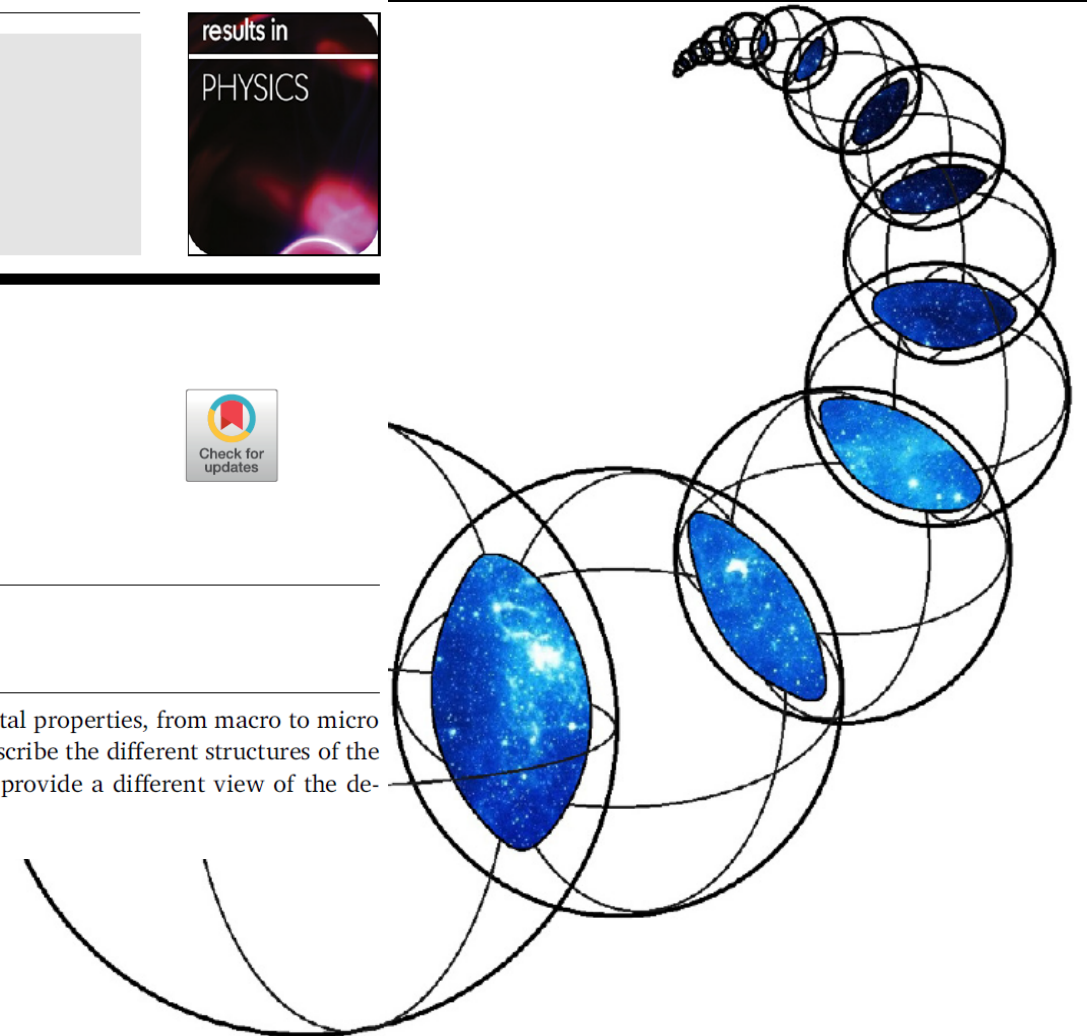 results in
PHYSICS
Check for
updates
tal properties, from macro to micro
scribe the different structures of the
provide a different view of the de-